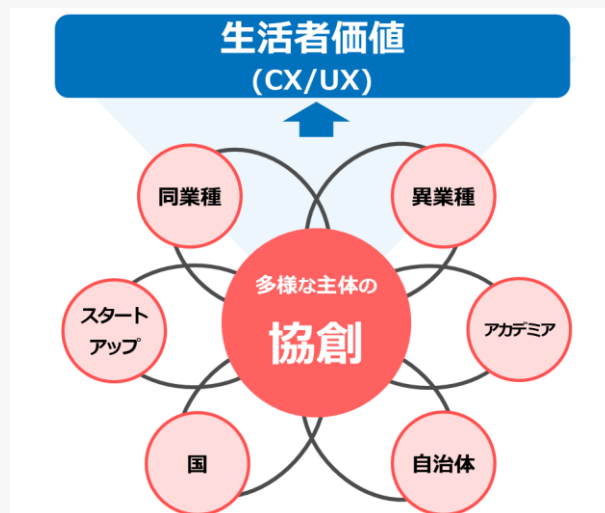 生活者価値
(CX/UX)
同業種
異業種
多様な主体の
協創
スタート
アップ
アカデミア
国
自治体